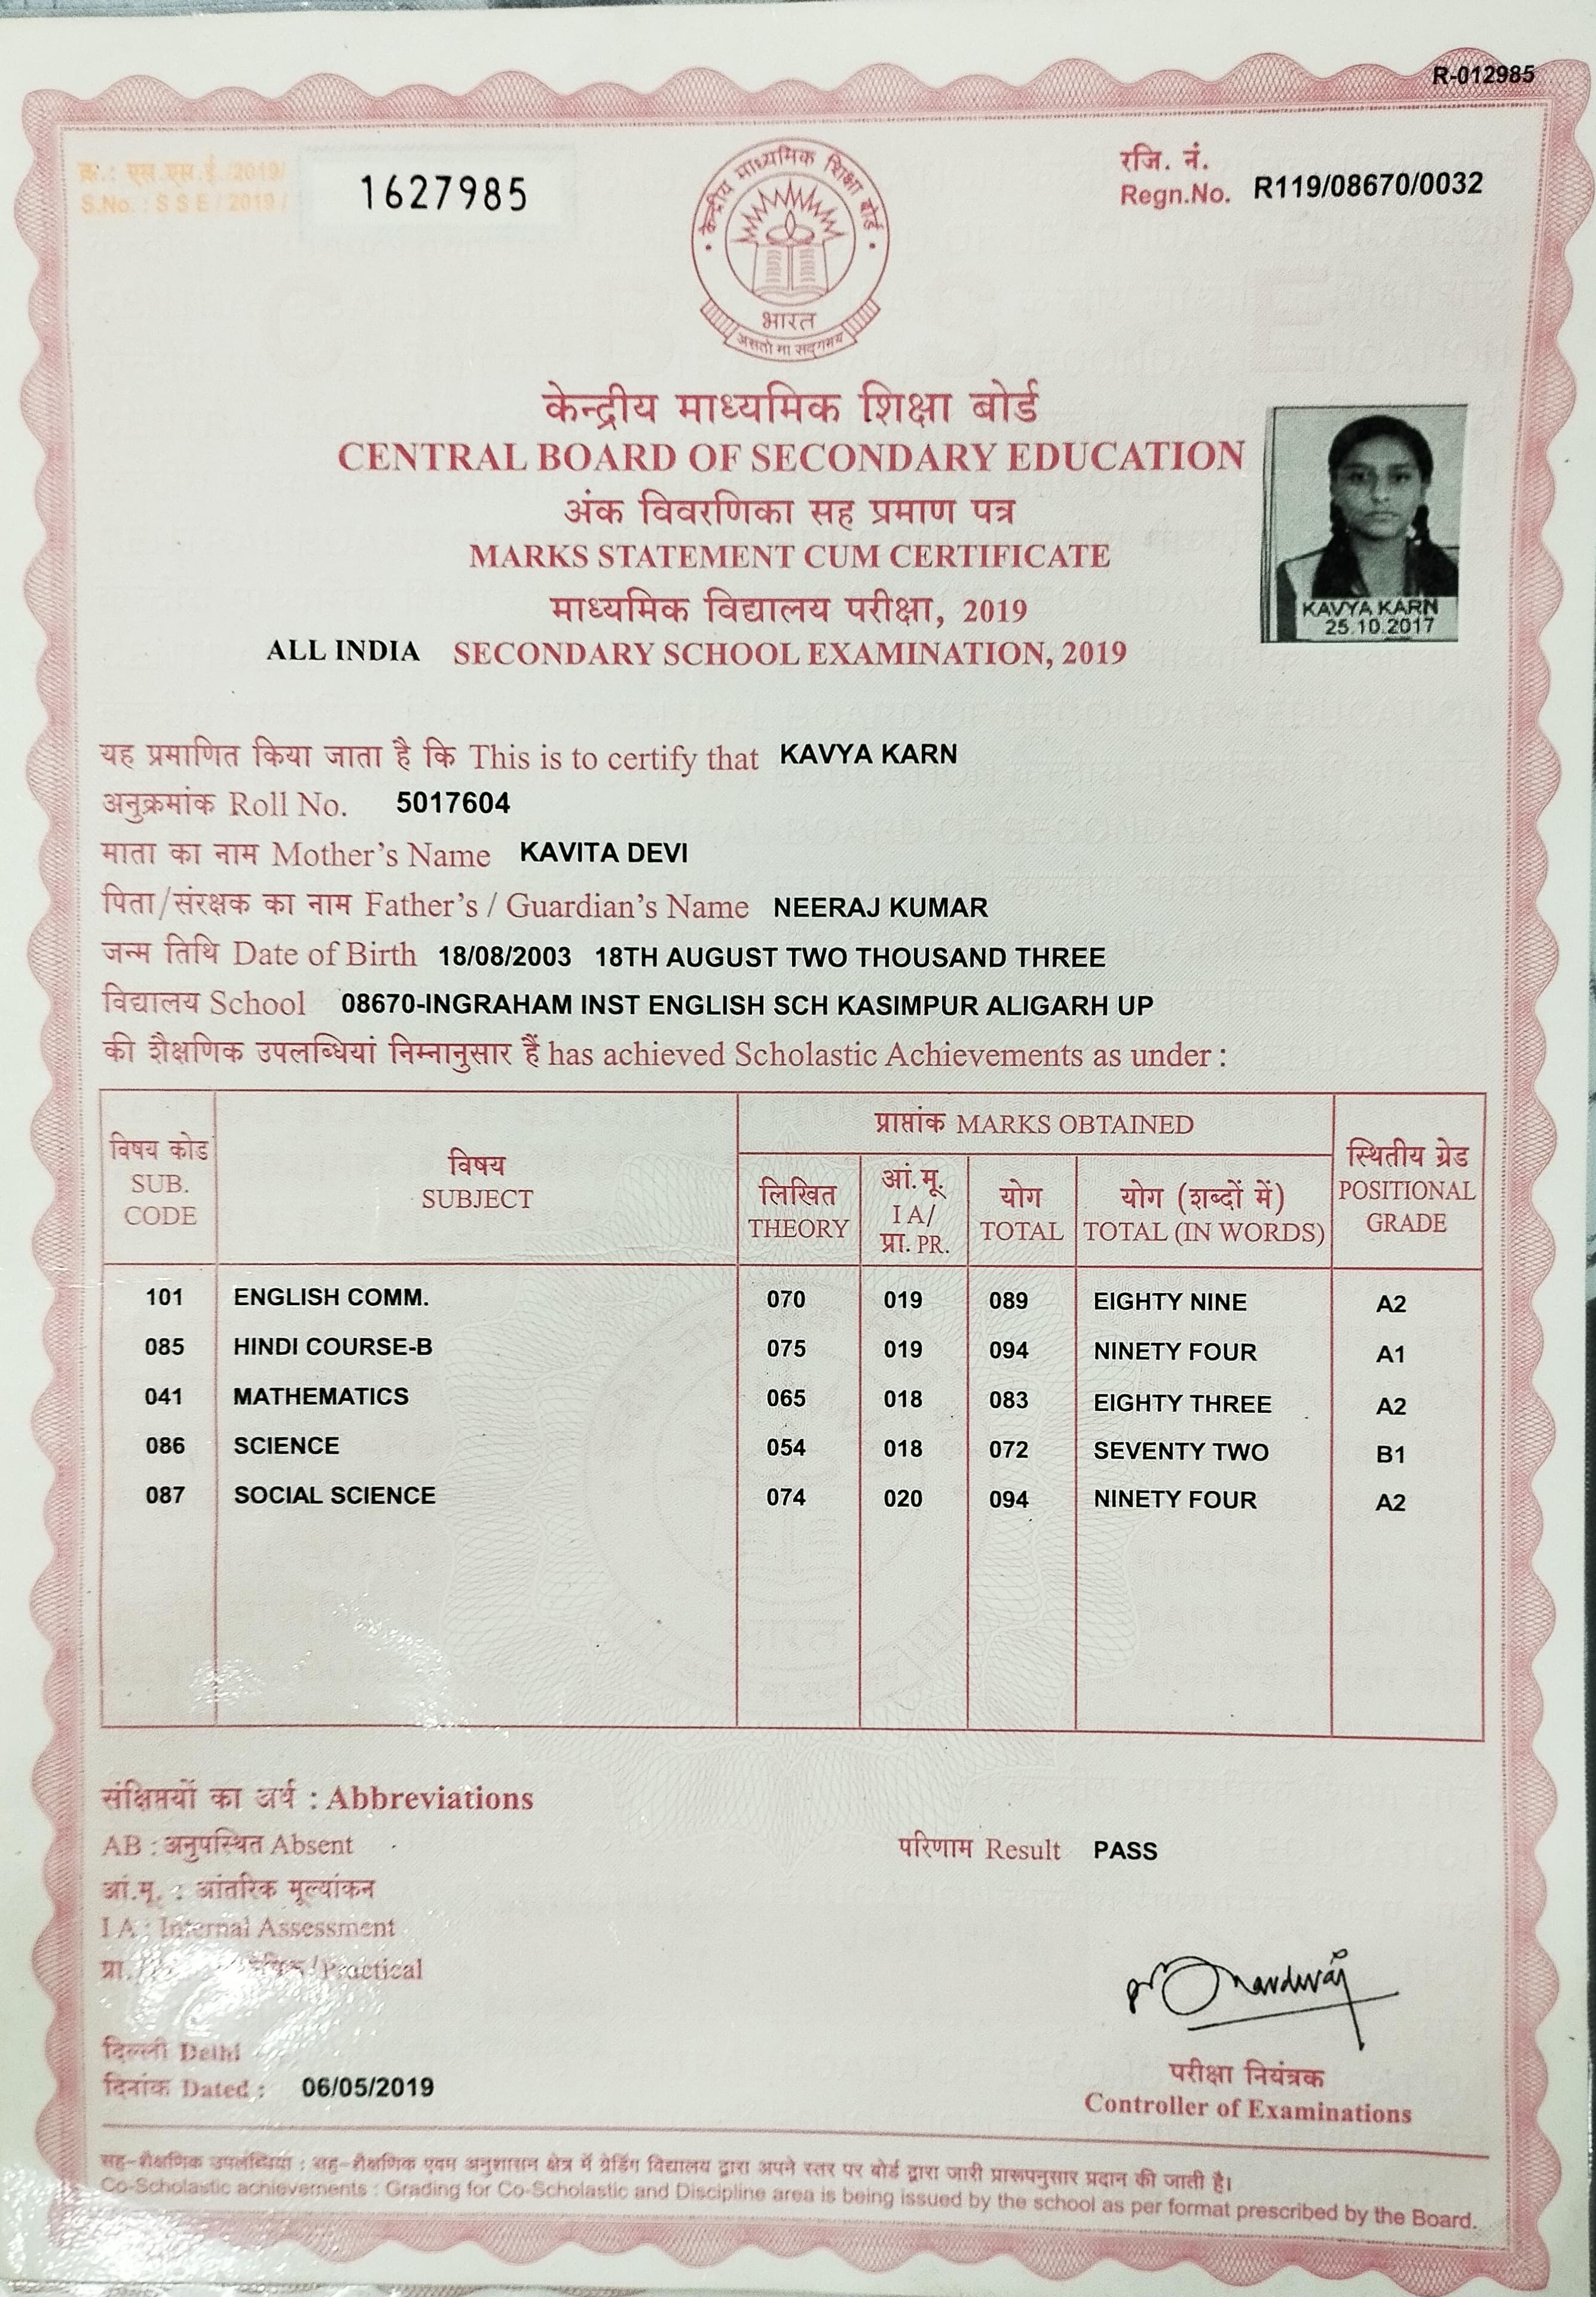 R-012985
क्र.: एस.एस.ई /2019/
S.No. : S S E / 2019 /
1627985
रजि. नं.
Regn.No. R119/08670/0032
केन्द्रीय माध्यमिक शिक्षा बोर्ड
भारत
असतो मा सद्गमय
केन्द्रीय माध्यमिक शिक्षा बोर्ड
CENTRAL BOARD OF SECONDARY EDUCATION
अंक विवरणिका सह प्रमाण पत्र
MARKS STATEMENT CUM CERTIFICATE
माध्यमिक विद्यालय परीक्षा, 2019
ALL INDIA SECONDARY SCHOOL EXAMINATION, 2019
KAVYA KARN
25.10.2017
यह प्रमाणित किया जाता है कि This is to certify that KAVYA KARN
अनुक्रमांक Roll No. 5017604
माता का नाम Mother's Name KAVITA DEVI
पिता/संरक्षक का नाम Father's / Guardian's Name NEERAJ KUMAR
जन्म तिथि Date of Birth 18/08/2003 18TH AUGUST TWO THOUSAND THREE
विद्यालय School 08670-INGRAHAM INST ENGLISH SCH KASIMPUR ALIGARH UP
की शैक्षणिक उपलब्धियां निम्नानुसार हैं has achieved Scholastic Achievements as under :
विषय कोड
SUB.
CODE
विषय
SUBJECT
प्राप्तांक MARKS OBTAINED
लिखित
THEORY
आं.मू.
I A/
प्रा. PR.
योग
TOTAL
योग (शब्दों में)
TOTAL (IN WORDS)
स्थितीय ग्रेड
POSITIONAL
GRADE
101 ENGLISH COMM. 070 019 089 EIGHTY NINE A2
085 HINDI COURSE-B 075 019 094 NINETY FOUR A1
041 MATHEMATICS 065 018 083 EIGHTY THREE A2
086 SCIENCE 054 018 072 SEVENTY TWO B1
087 SOCIAL SCIENCE 074 020 094 NINETY FOUR A2
संक्षिप्तयों का अर्थ : Abbreviations
AB : अनुपस्थित Absent
परिणाम Result PASS
आं.मू. : आंतरिक मूल्यांकन
I A : Internal Assessment
प्रा./ Practical
दिल्ली Delhi
दिनांक Dated : 06/05/2019
परीक्षा नियंत्रक
Controller of Examinations
सह-शैक्षणिक उपलब्धियां : सह-शैक्षणिक एवम अनुशासन क्षेत्र में ग्रेडिंग विद्यालय द्वारा अपने स्तर पर बोर्ड द्वारा जारी प्रारूपनुसार प्रदान की जाती है।
Co-Scholastic achievements : Grading for Co-Scholastic and Discipline area is being issued by the school as per format prescribed by the Board.